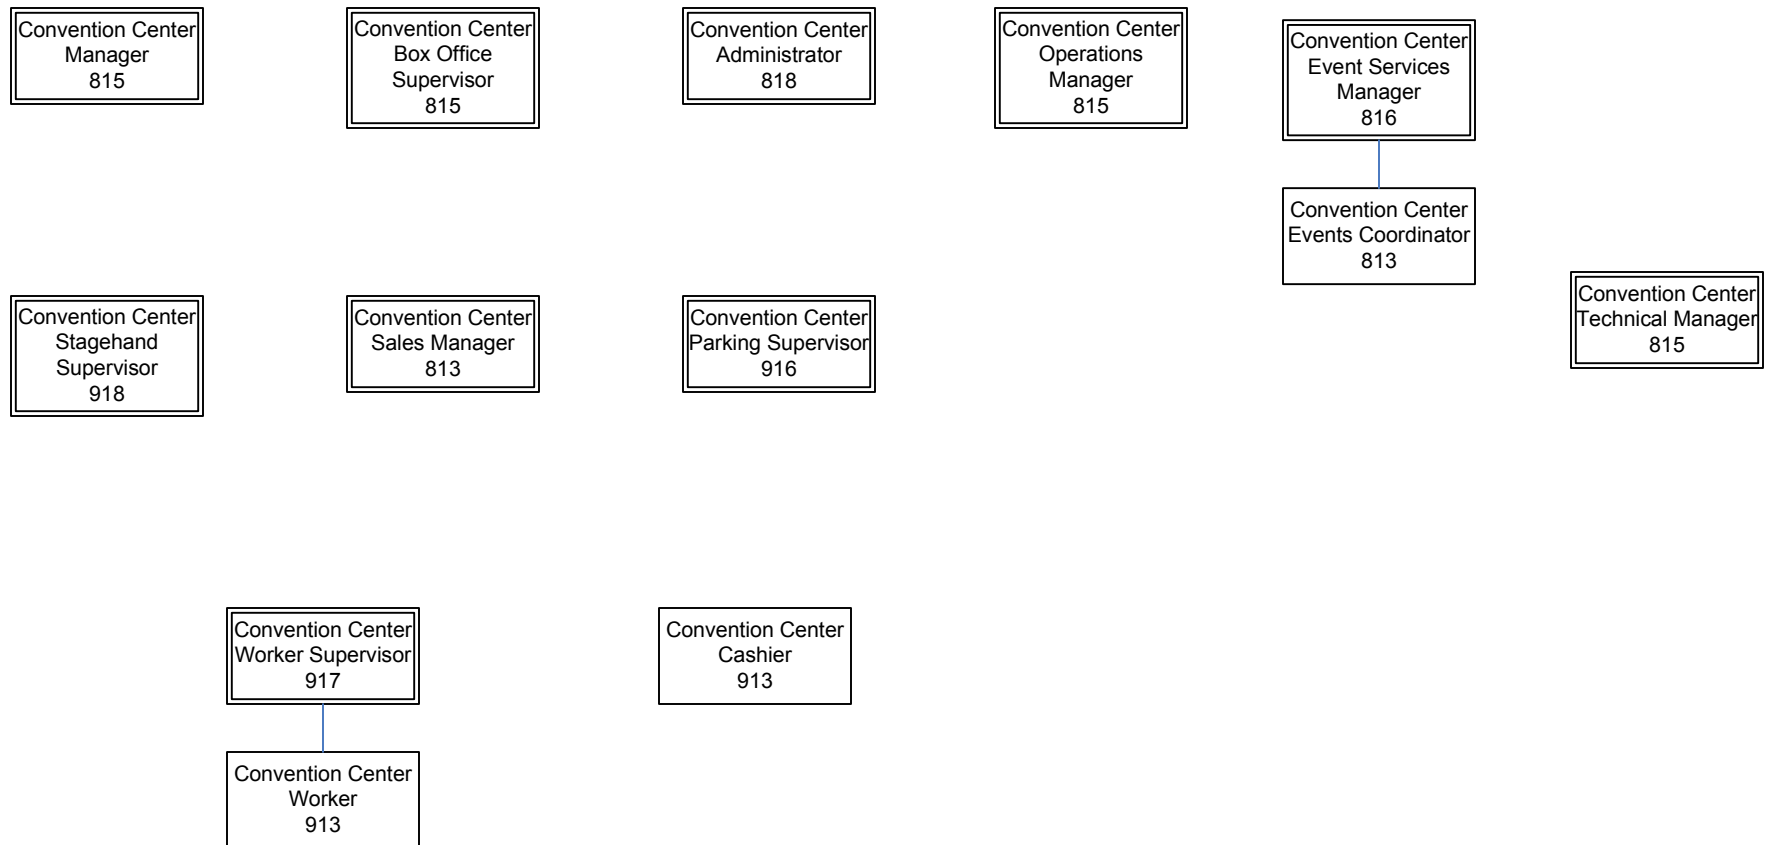 Convention Center
Manager
815
Convention Center
Box Office
Supervisor
815
Convention Center
Administrator
818
Convention Center
Operations
Manager
815
Convention Center
Event Services
Manager
816
Convention Center
Events Coordinator
813
Convention Center
Technical Manager
815
Convention Center
Stagehand
Supervisor
918
Convention Center
Sales Manager
813
Convention Center
Parking Supervisor
916
Convention Center
Worker Supervisor
917
Convention Center
Cashier
913
Convention Center
Worker
913